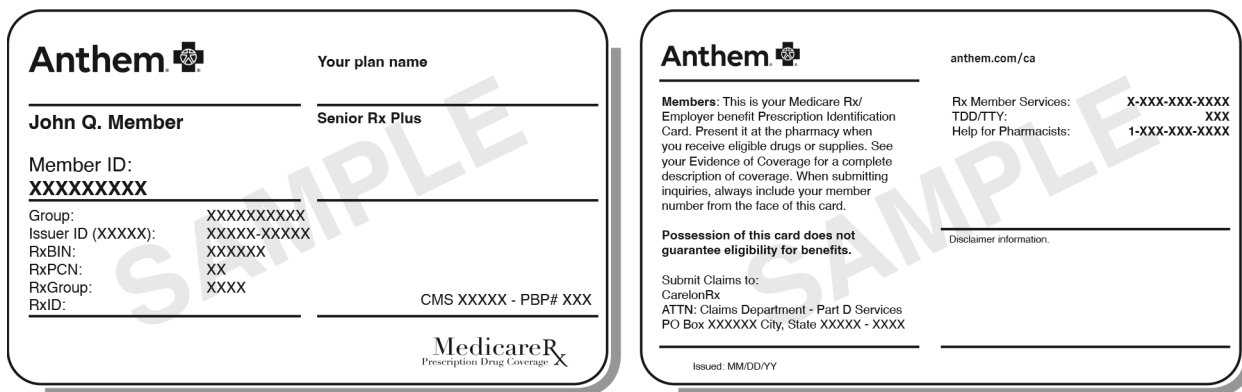 Anthem
Your plan name
John Q. Member
Senior Rx Plus
Member ID:
XXXXXXXXX
Group: XXXXXXXXXX
Issuer ID (XXXXX): XXXXX-XXXXX
RxBIN: XXXXXX
RxPCN: XX
RxGroup: XXXX
RxID:
CMS XXXXX - PBP# XXX
MedicareRx
Prescription Drug Coverage
SAMPLE
Anthem
anthem.com/ca
Members: This is your Medicare Rx/
Employer benefit Prescription Identification
Card. Present it at the pharmacy when
you receive eligible drugs or supplies. See
your Evidence of Coverage for a complete
description of coverage. When submitting
inquiries, always include your member
number from the face of this card.
Possession of this card does not
guarantee eligibility for benefits.
Submit Claims to:
CarelonRx
ATTN: Claims Department - Part D Services
PO Box XXXXXX City, State XXXXX - XXXX
Issued: MM/DD/YY
Rx Member Services: X-XXX-XXX-XXXX
TDD/TTY: XXX
Help for Pharmacists: 1-XXX-XXX-XXXX
Disclaimer information.
SAMPLE